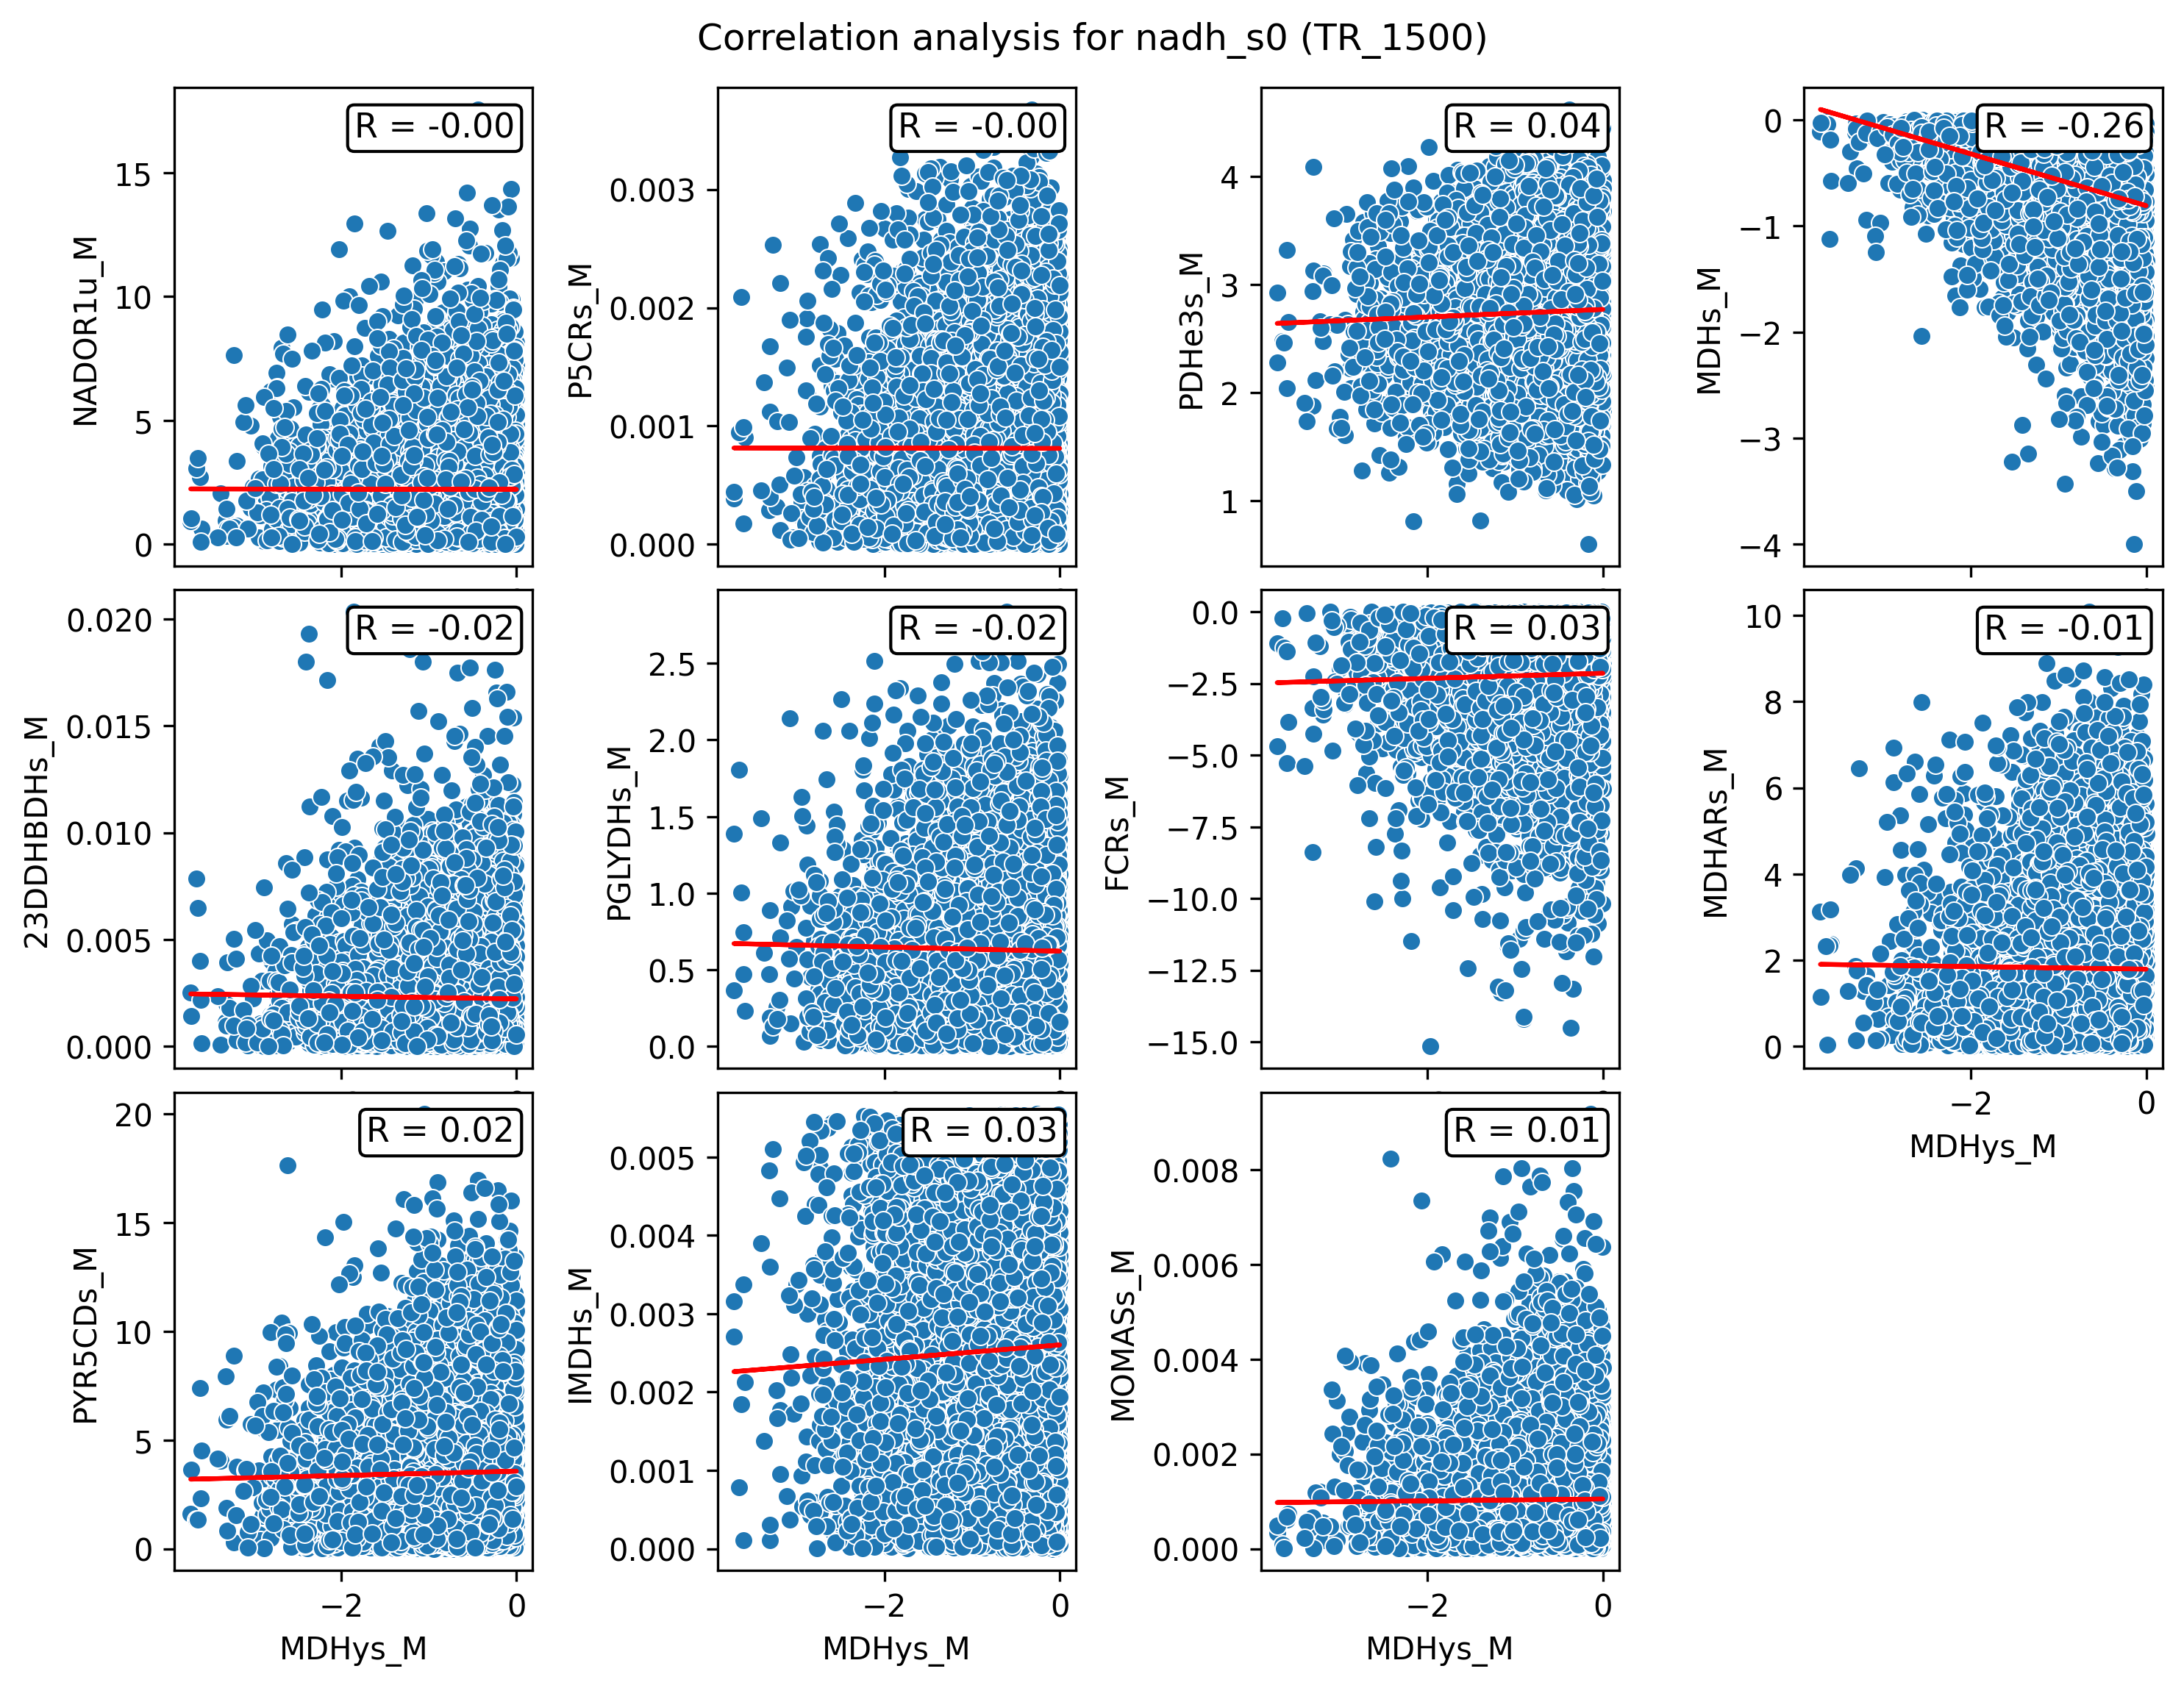 Correlation analysis for nadh_s0 (TR_1500)
R = -0.00
15
10
5
0
NADOR1u_M
R = -0.00
0.003
0.002
0.001
0.000
P5CRs_M
R = 0.04
4
3
2
1
PDHe3s_M
R = -0.26
0
−1
−2
−3
−4
MDHs_M
R = -0.02
0.020
0.015
0.010
0.005
0.000
23DDHBDHs_M
R = -0.02
2.5
2.0
1.5
1.0
0.5
0.0
PGLYDHs_M
R = 0.03
0.0
−2.5
−5.0
−7.5
−10.0
−12.5
−15.0
FCRs_M
R = -0.01
10
8
6
4
2
0
MDHARs_M
−2 0
MDHys_M
R = 0.02
20
15
10
5
0
PYR5CDs_M
−2 0
MDHys_M
R = 0.03
0.005
0.004
0.003
0.002
0.001
0.000
IMDHs_M
−2 0
MDHys_M
R = 0.01
0.008
0.006
0.004
0.002
0.000
MOMASs_M
−2 0
MDHys_M